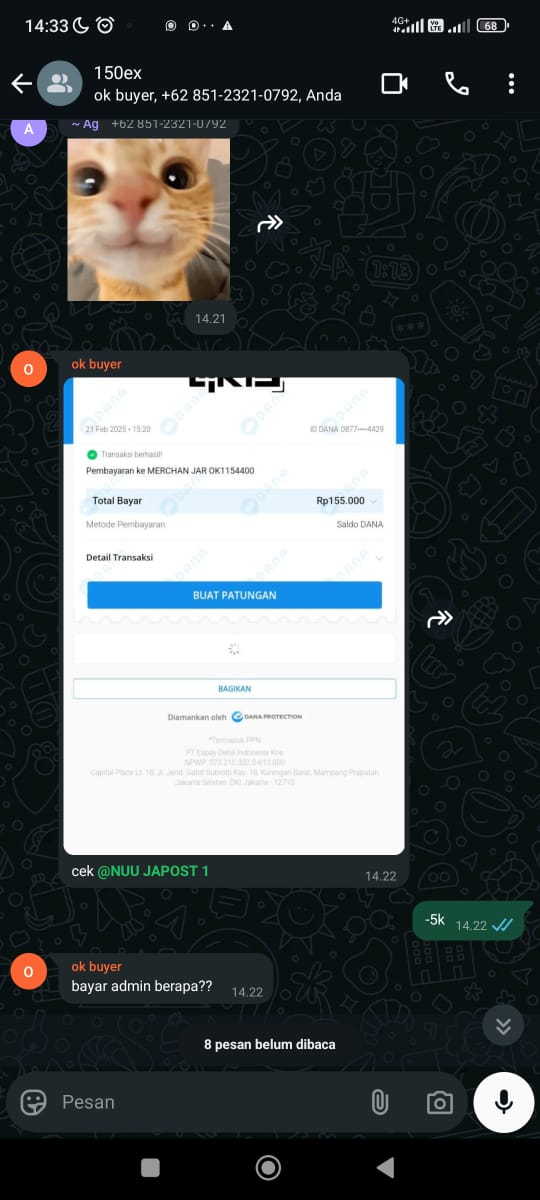 14:33
4G+
Vo
LTE
68
150ex
ok buyer, +62 851-2321-0792, Anda
A
~ Ag +62 851-2321-0792
14.21
O
ok buyer
QRIS
21 Feb 2025 • 15:20
ID DANA 0877••••4429
Transaksi berhasil!
Pembayaran ke MERCHAN JAR OK1154400
Total Bayar
Rp155.000
Metode Pembayaran
Saldo DANA
Detail Transaksi
BUAT PATUNGAN
BAGIKAN
Diamankan oleh DANA PROTECTION
*Termasuk PPN
PT Espay Debit Indonesia Koe
NPWP: 073.210.332.0-613.000
Capital Place Lt. 18, Jl. Jend. Gatot Subroto Kav. 18, Kuningan Barat, Mampang Prapatan
Jakarta Selatan, DKI Jakarta - 12710
cek @NUU JAPOST 1
14.22
-5k
14.22
O
ok buyer
bayar admin berapa??
14.22
8 pesan belum dibaca
Pesan